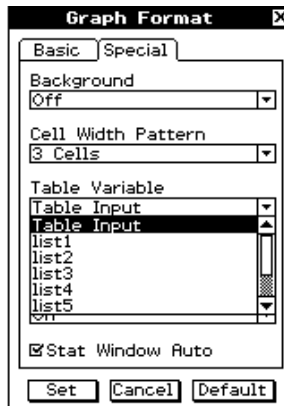 Graph Format
Basic Special
Background
Off
Cell Width Pattern
3 Cells
Table Variable
Table Input
Table Input
list1
list2
list3
list4
list5
Stat Window Auto
Set Cancel Default